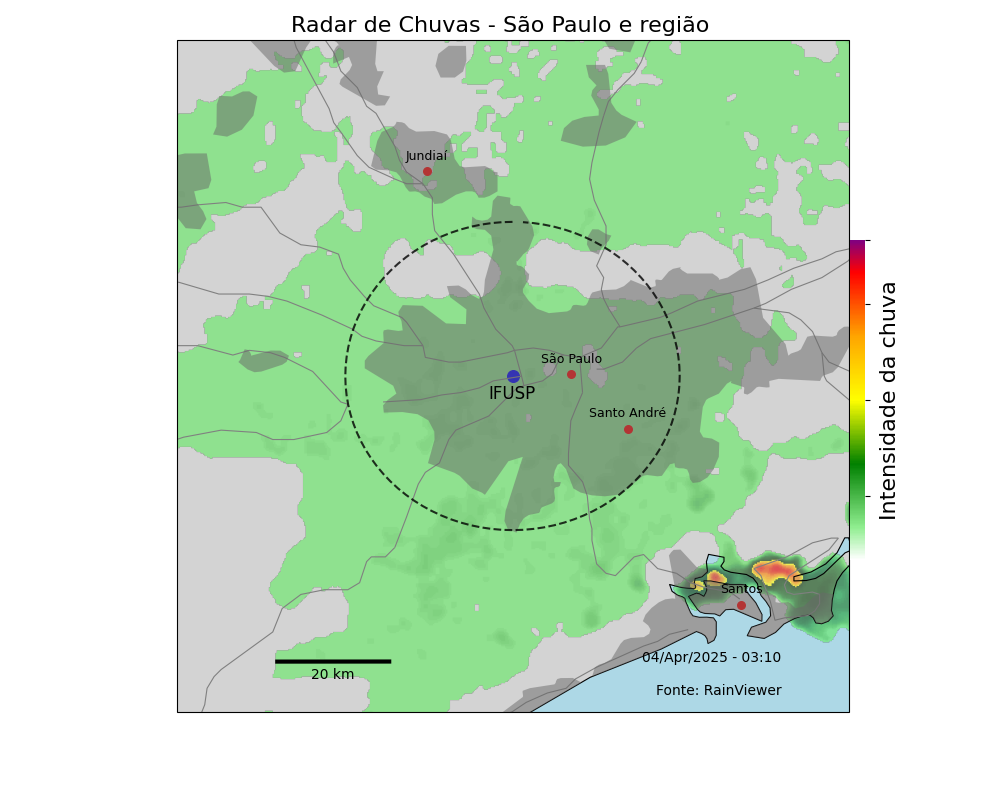 Radar de Chuvas - São Paulo e região
Jundiaí
São Paulo
IFUSP
Santo André
Intensidade da chuva
Santos
04/Apr/2025 - 03:10
20 km
Fonte: RainViewer